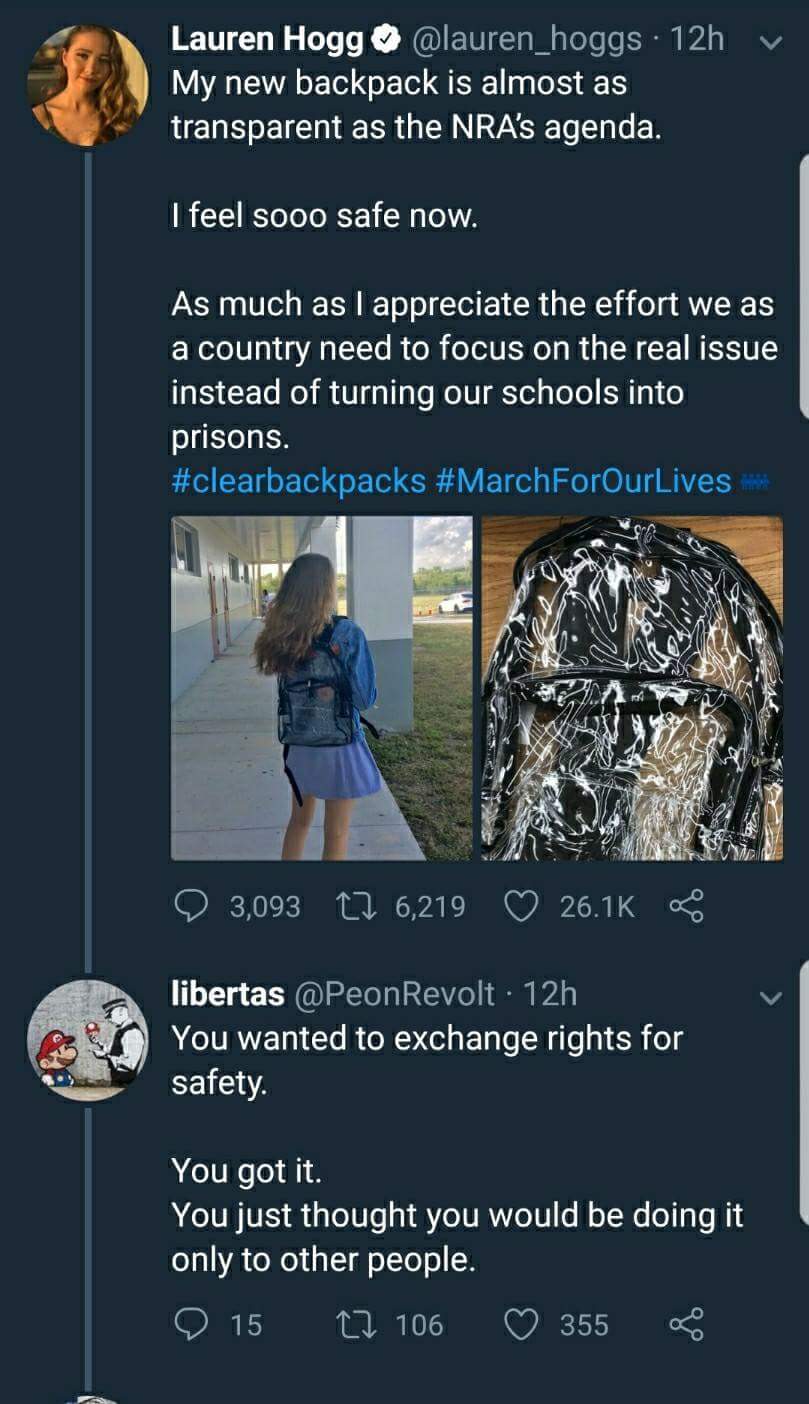 Lauren Hogg @lauren_hoggs · 12h
My new backpack is almost as
transparent as the NRA's agenda.
I feel sooo safe now.
As much as I appreciate the effort we as
a country need to focus on the real issue
instead of turning our schools into
prisons.
#clearbackpacks #MarchForOurLives
3,093 6,219 26.1K
libertas @PeonRevolt · 12h
You wanted to exchange rights for
safety.
You got it.
You just thought you would be doing it
only to other people.
15 106 355